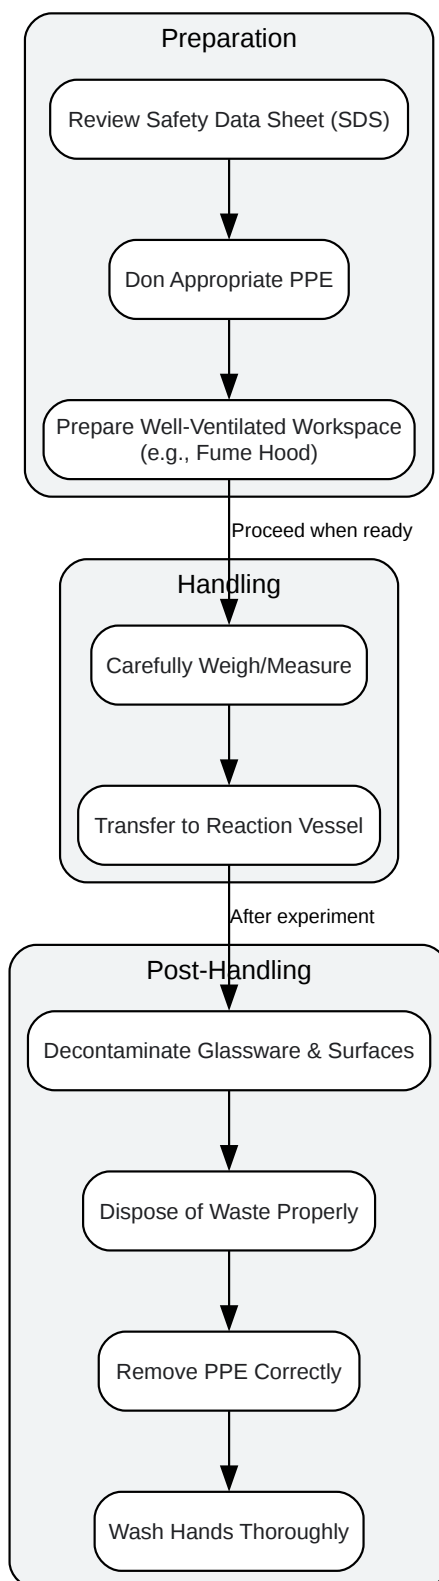 Preparation
Review Safety Data Sheet (SDS)
Don Appropriate PPE
Prepare Well-Ventilated Workspace
(e.g., Fume Hood)
Proceed when ready
Handling
Carefully Weigh/Measure
Transfer to Reaction Vessel
After experiment
Post-Handling
Decontaminate Glassware & Surfaces
Dispose of Waste Properly
Remove PPE Correctly
Wash Hands Thoroughly